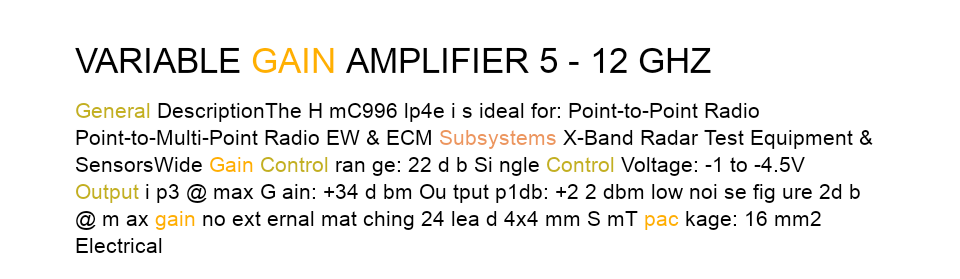 VARIABLE GAIN AMPLIFIER 5 - 12 GHZ
General DescriptionThe H mC996 lp4e i s ideal for: Point-to-Point Radio
Point-to-Multi-Point Radio EW & ECM Subsystems X-Band Radar Test Equipment &
SensorsWide Gain Control ran ge: 22 d b Si ngle Control Voltage: -1 to -4.5V
Output i p3 @ max G ain: +34 d bm Ou tput p1db: +2 2 dbm low noi se fig ure 2d b
@ m ax gain no ext ernal mat ching 24 lea d 4x4 mm S mT pac kage: 16 mm2
Electrical